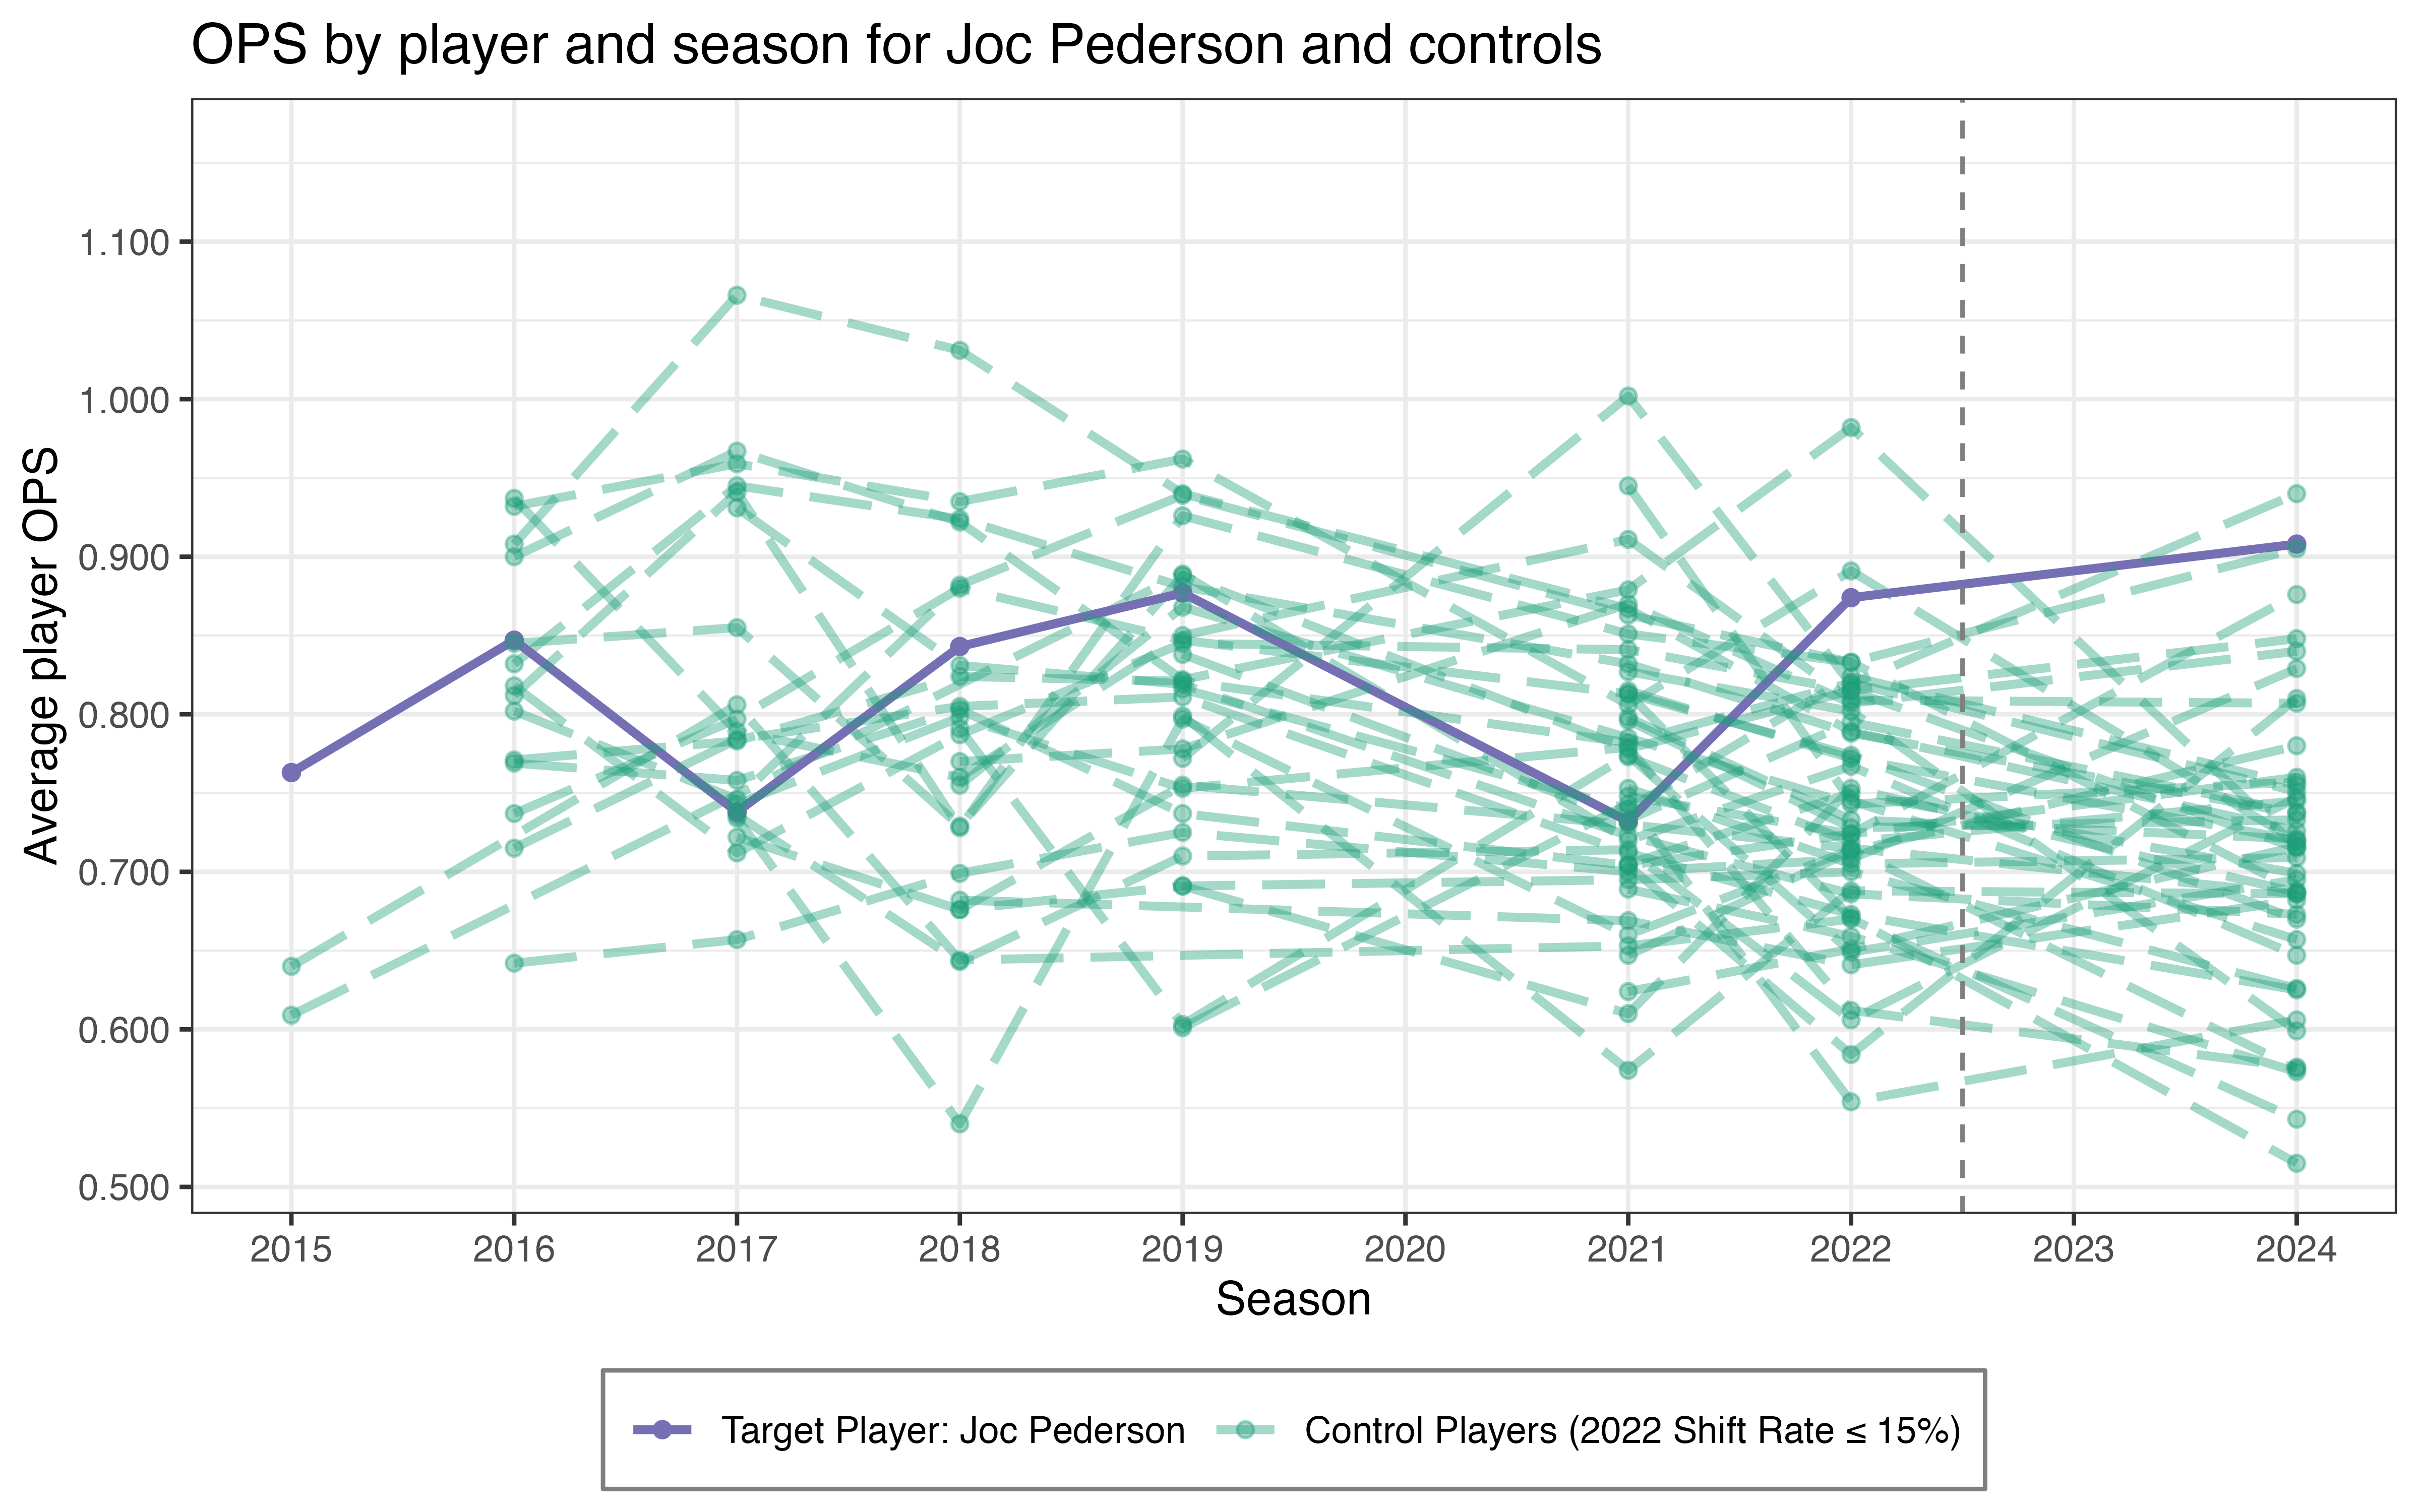 OPS by player and season for Joc Pederson and controls
Average player OPS
1.100
1.000
0.900
0.800
0.700
0.600
0.500
2015 2016 2017 2018 2019 2020 2021 2022 2023 2024
Season
Target Player: Joc Pederson Control Players (2022 Shift Rate ≤ 15%)